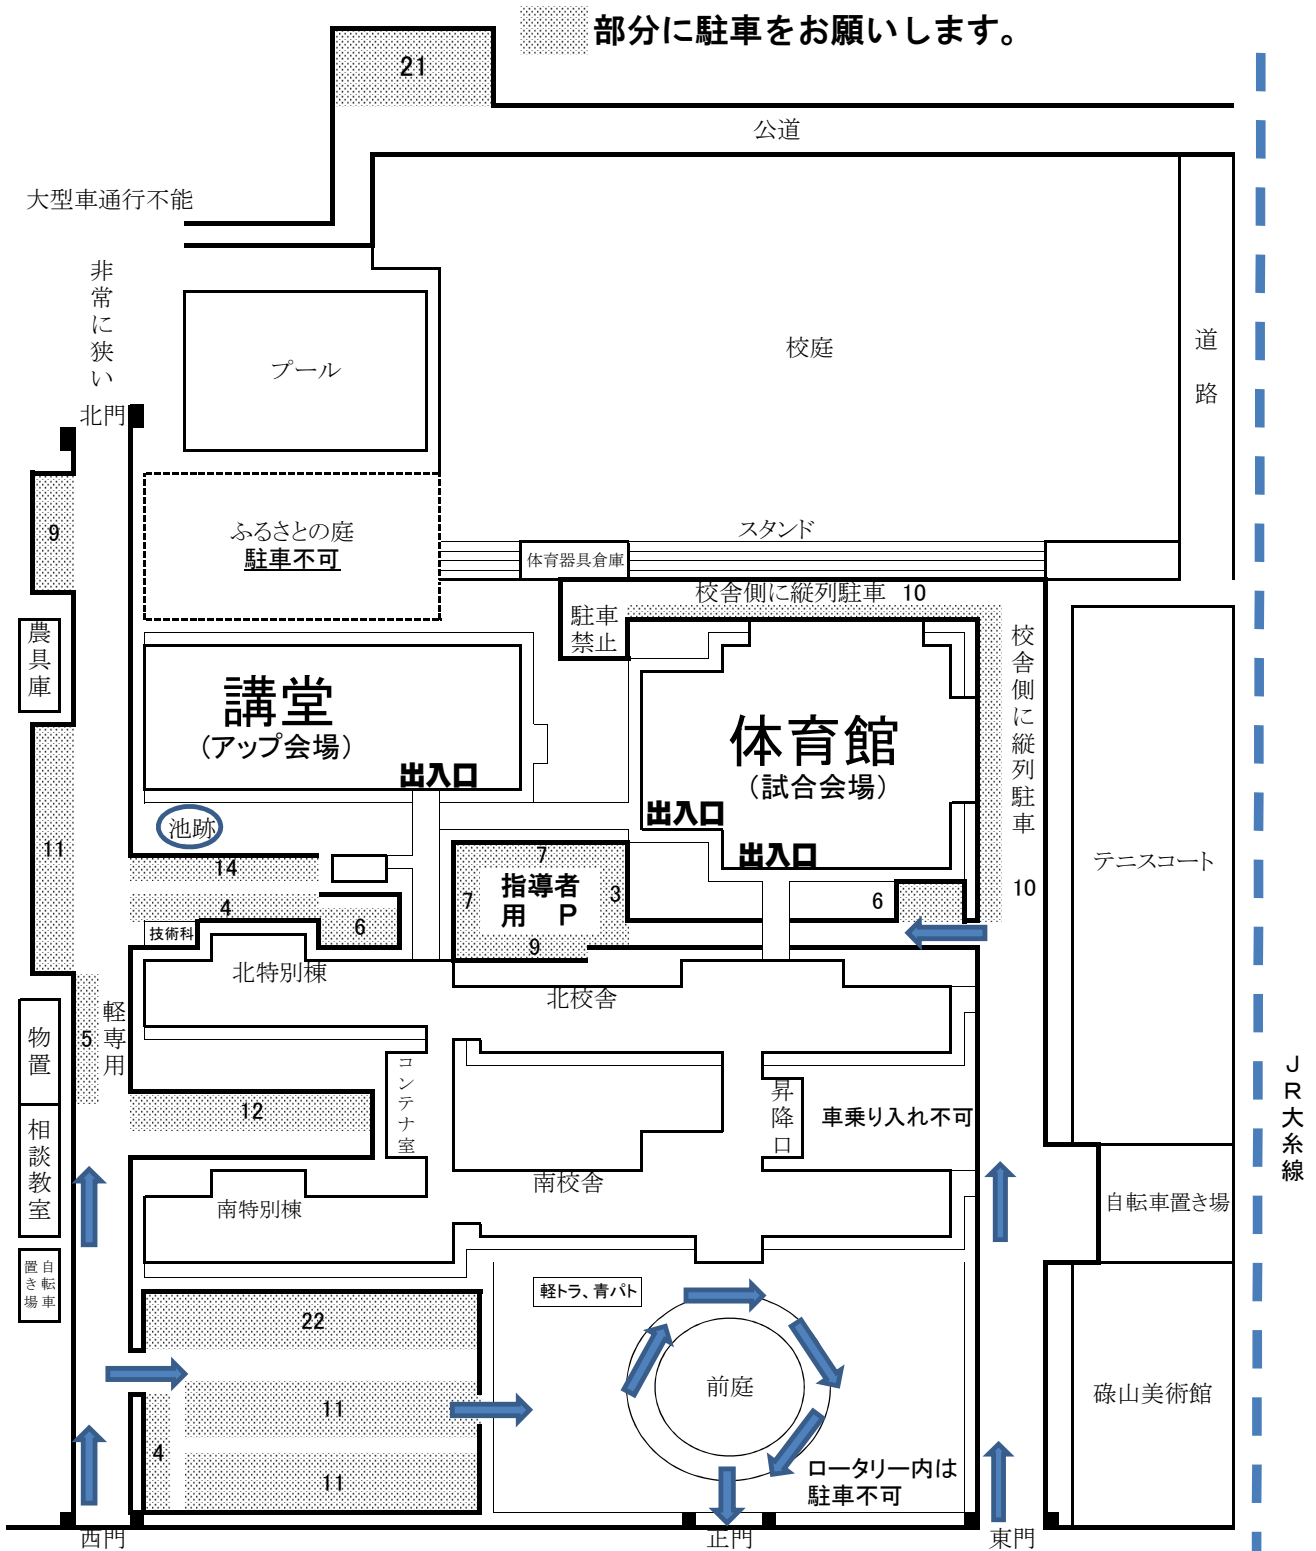 部分に駐車をお願いします。
21
公道
大型車通行不能
非常に狭い
北門
プール
校庭
道路
9
ふるさとの庭
駐車不可
スタンド
体育器具倉庫
校舎側に縦列駐車 10
駐車
禁止
農具庫
講堂
(アップ会場)
出入口
体育館
(試合会場)
出入口
出入口
校舎側に縦列駐車
10
テニスコート
池跡
11
14
4
6
技術科
7
7
指導者
用 P
3
9
6
北特別棟
北校舎
軽専用
5
物置
コンテナ室
昇降口
車乗り入れ不可
12
相談教室
南校舎
南特別棟
自転車置き場
JR大糸線
自転車
置き場
軽トラ、青パト
22
11
4
11
前庭
碌山美術館
ロータリー内は
駐車不可
西門
正門
東門